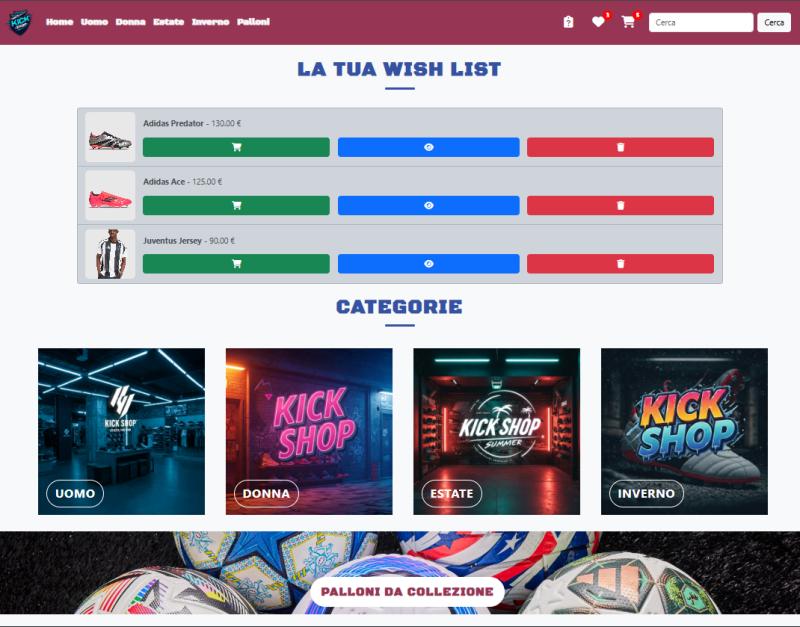 KICK
Home Uomo Donna Estate Inverno Palloni
3
5
Cerca
Cerca
LA TUA WISH LIST
Adidas Predator - 130.00 €
Adidas Ace - 125.00 €
Juventus Jersey - 90.00 €
CATEGORIE
KICK SHOP
UOMO
KICK
SHOP
DONNA
KICK SHOP
SUMMER
ESTATE
KICK
SHOP
INVERNO
PALLONI DA COLLEZIONE